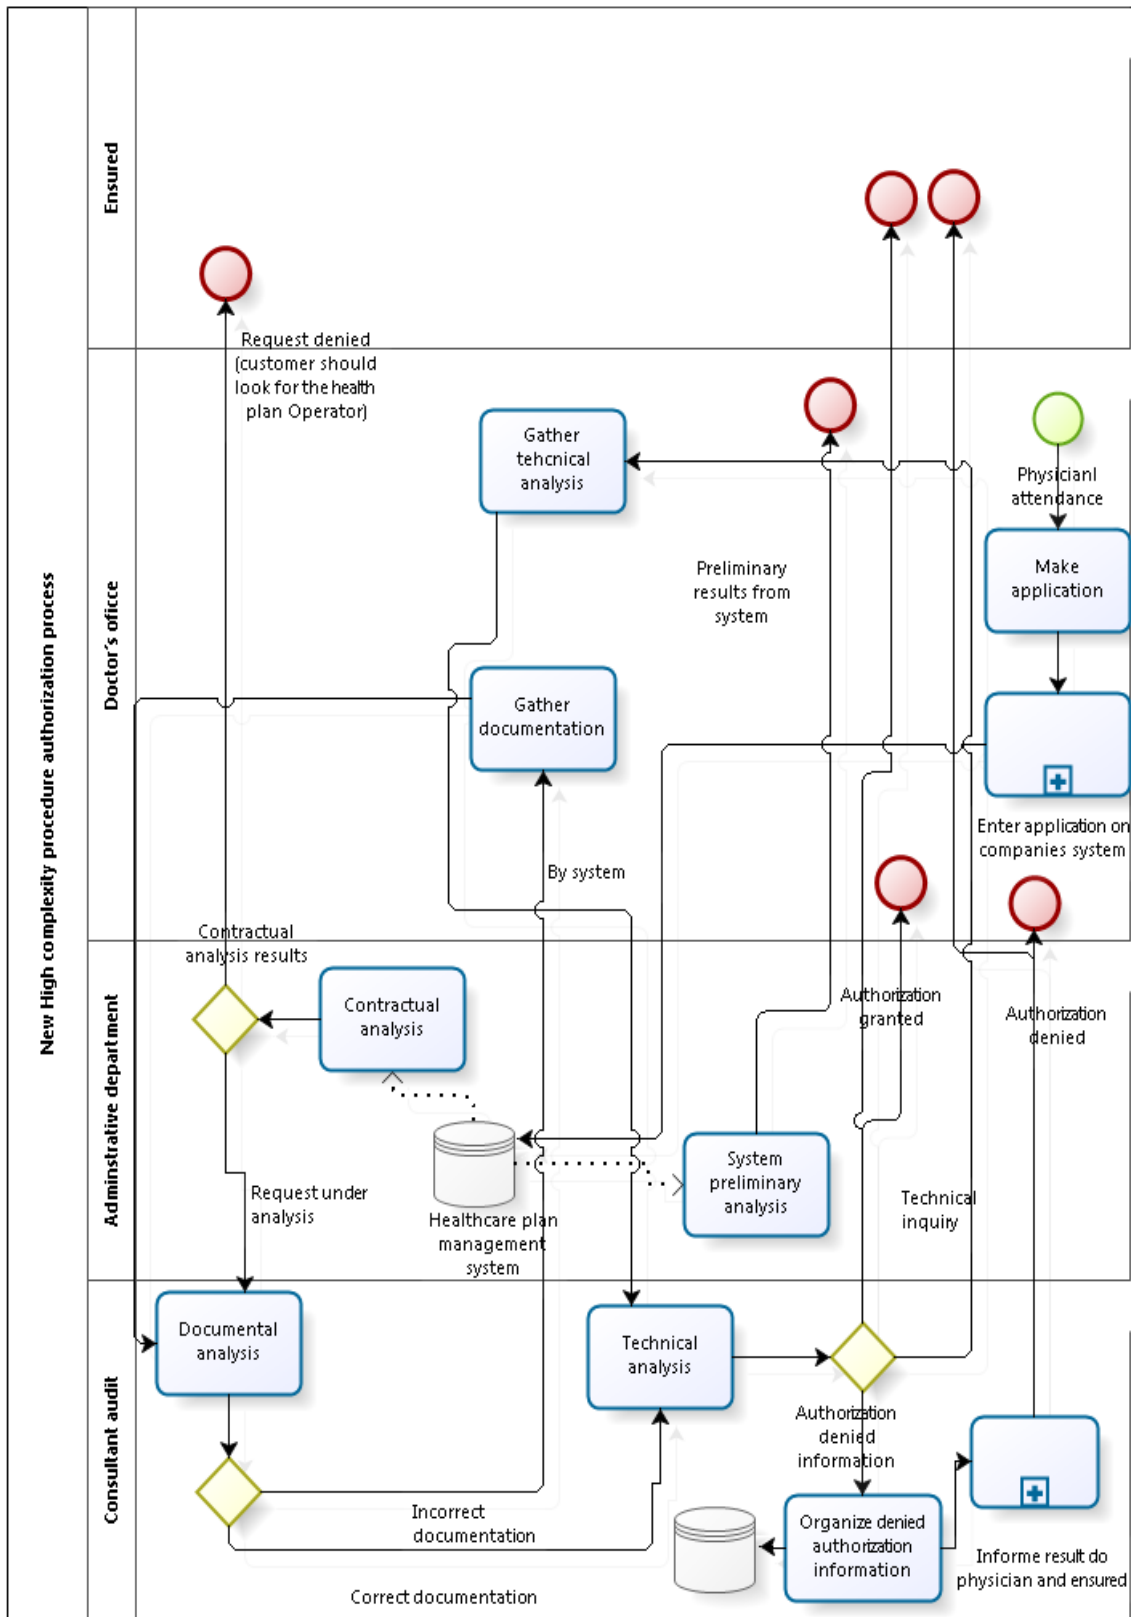 New High complexity procedure authorization process
Ensured
Doctor's oficce
Adminstrative department
Consultant audit
Request denied
(customer should
look for the health
plan Operator)
Gather
tehcnical
analysis
Physicianl
attendance
Make
application
Preliminary
results from
system
Gather
documentation
Enter application on
companies system
By system
Contractual
analysis results
Contractual
analysis
Authorization
granted
Authorization
denied
System
preliminary
analysis
Request under
analysis
Technical
inquiry
Healthcare plan
management
system
Documental
analysis
Technical
analysis
Authorization
denied
information
Incorrect
documentation
Organize denied
authorization
information
Informe result do
physician and ensured
Correct documentation